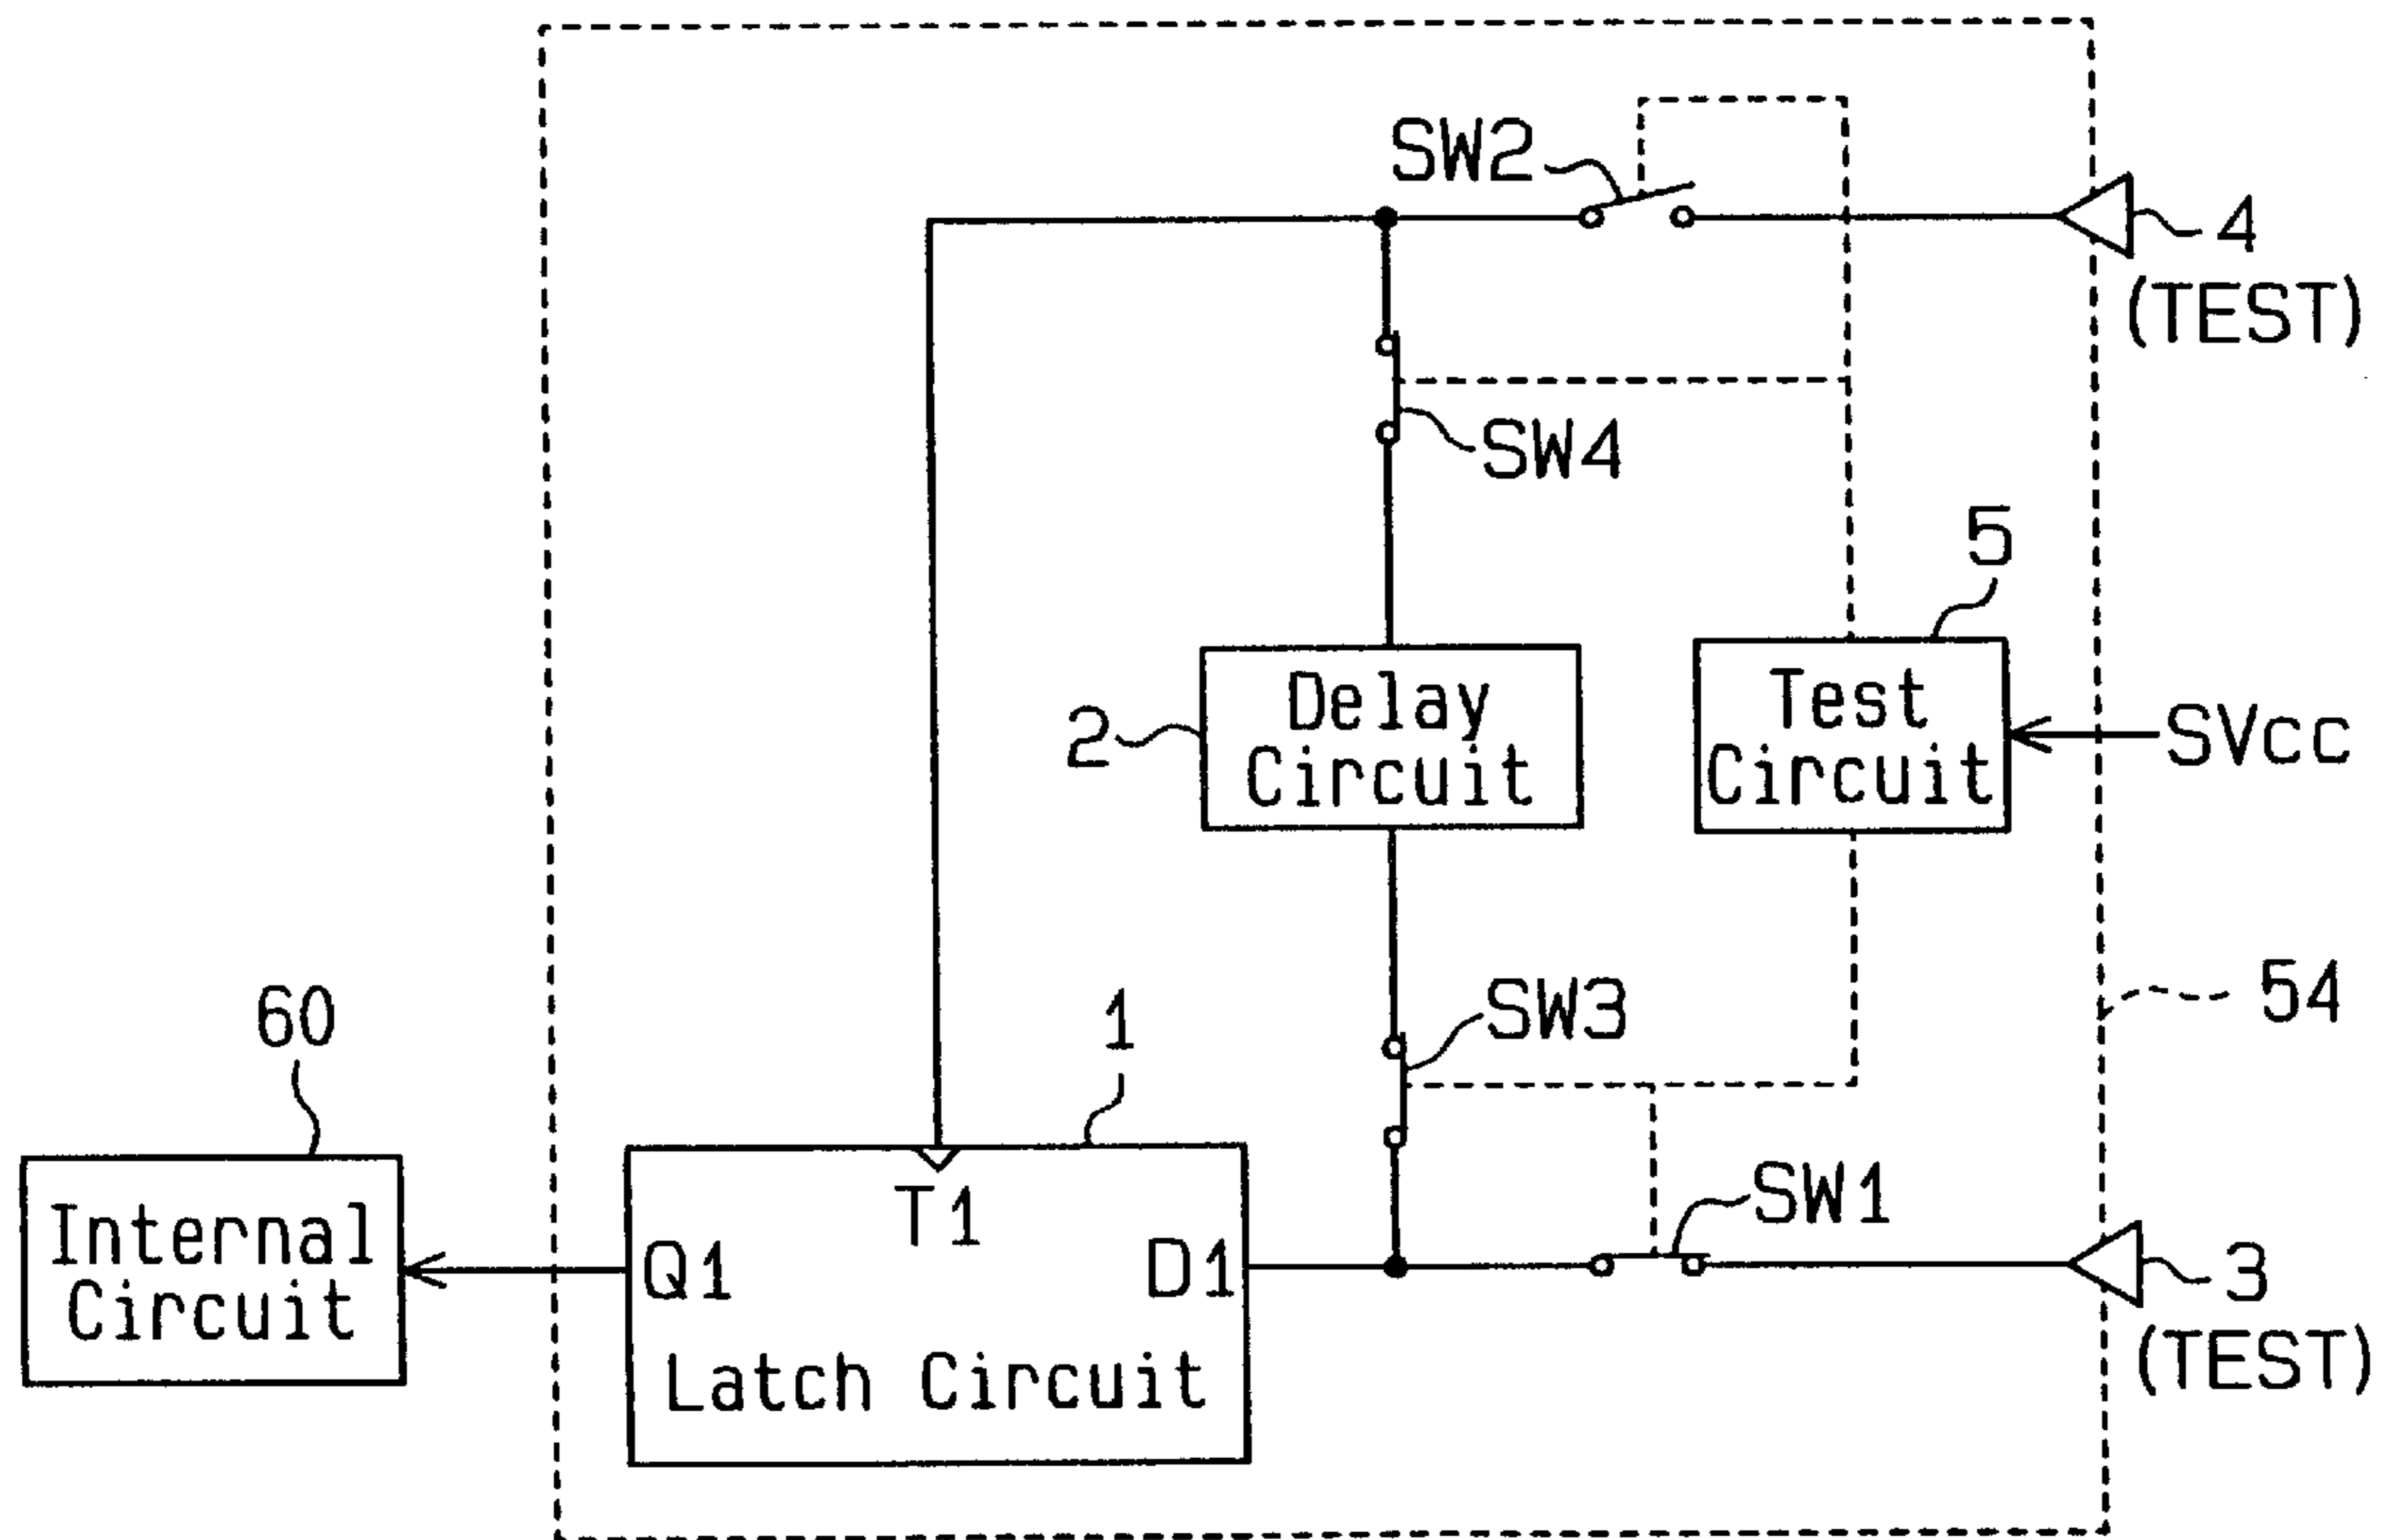 SW2
4
(TEST)
SW4
5
Delay
Circuit
2
Test
Circuit
SVcc
54
SW3
60
1
Internal
Circuit
T1
Q1
D1
Latch Circuit
SW1
3
(TEST)